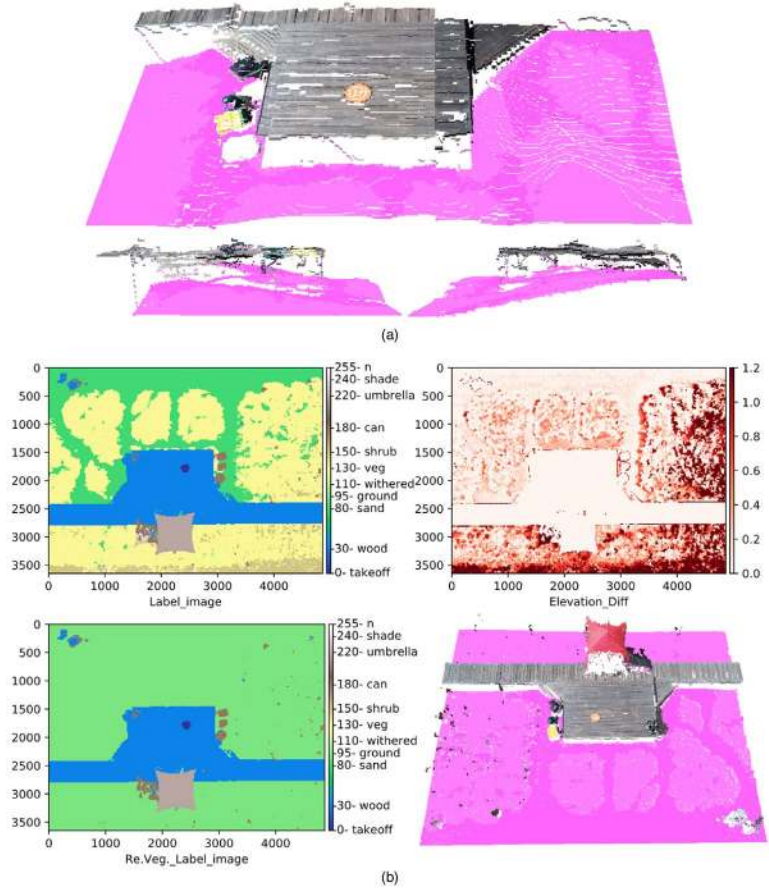 (a)
0
500
1000
1500
2000
2500
3000
3500
0 1000 2000 3000 4000
Label_image
255- n
240- shade
220- umbrella
180- can
150- shrub
130- veg
110- withered
95- ground
80- sand
30- wood
0- takeoff
0
500
1000
1500
2000
2500
3000
3500
0 1000 2000 3000 4000
Elevation_Diff
1.2
1.0
0.8
0.6
0.4
0.2
0.0
0
500
1000
1500
2000
2500
3000
3500
0 1000 2000 3000 4000
Re.Veg._Label_image
255- n
240- shade
220- umbrella
180- can
150- shrub
130- veg
110- withered
95- ground
80- sand
30- wood
0- takeoff
(b)